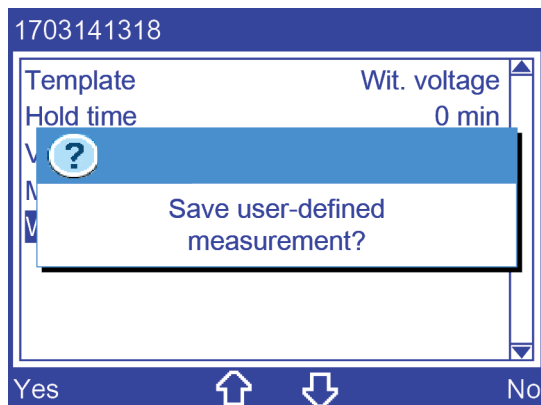 1703141318
Template Wit. voltage
Hold time 0 min
V
M
W
?
Save user-defined
measurement?
Yes No